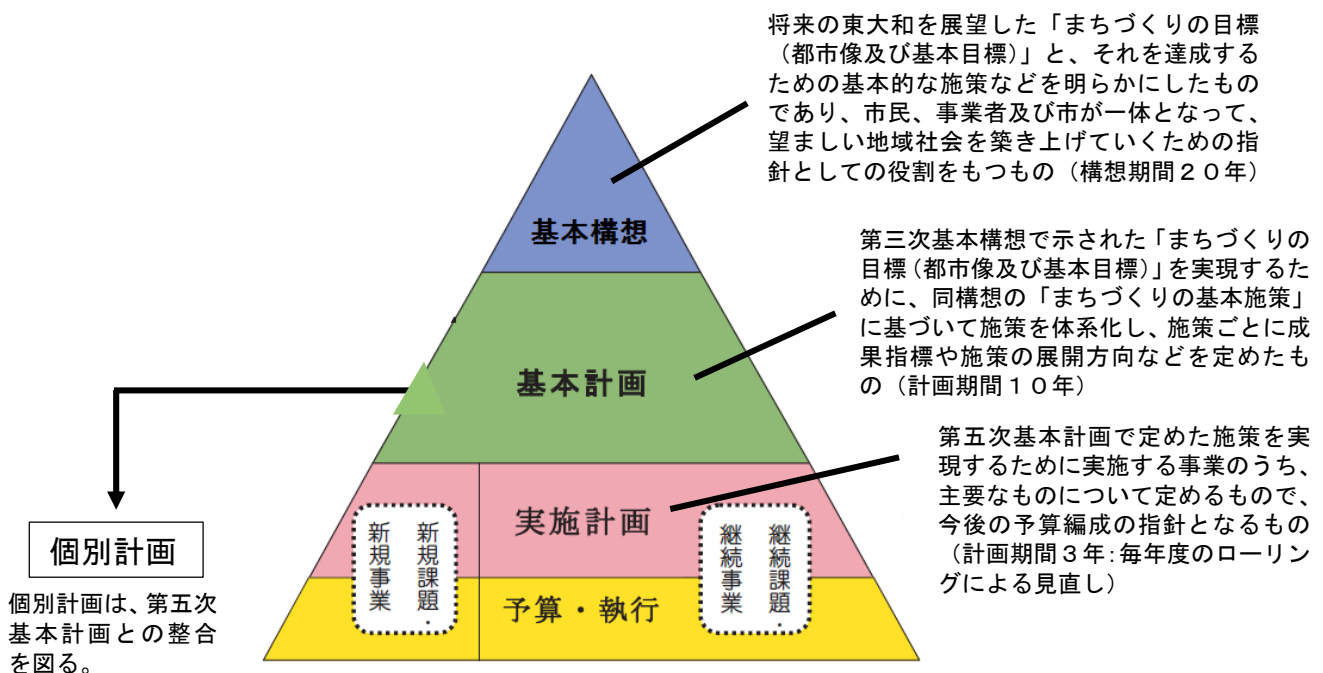 将来の東大和を展望した「まちづくりの目標
（都市像及び基本目標）」と、それを達成する
ための基本的な施策などを明らかにしたもの
であり、市民、事業者及び市が一体となって、
望ましい地域社会を築き上げていくための指
針としての役割をもつもの（構想期間２０年）
基本構想
第三次基本構想で示された「まちづくりの
目標（都市像及び基本目標）」を実現するた
めに、同構想の「まちづくりの基本施策」
に基づいて施策を体系化し、施策ごとに成
果指標や施策の展開方向などを定めたも
の（計画期間１０年）
基本計画
第五次基本計画で定めた施策を実
現するために実施する事業のうち、
主要なものについて定めるもので、
今後の予算編成の指針となるもの
（計画期間３年：毎年度のローリン
グによる見直し）
実施計画
新規課題・
新規事業
継続課題・
継続事業
予算・執行
個別計画
個別計画は、第五次
基本計画との整合
を図る。